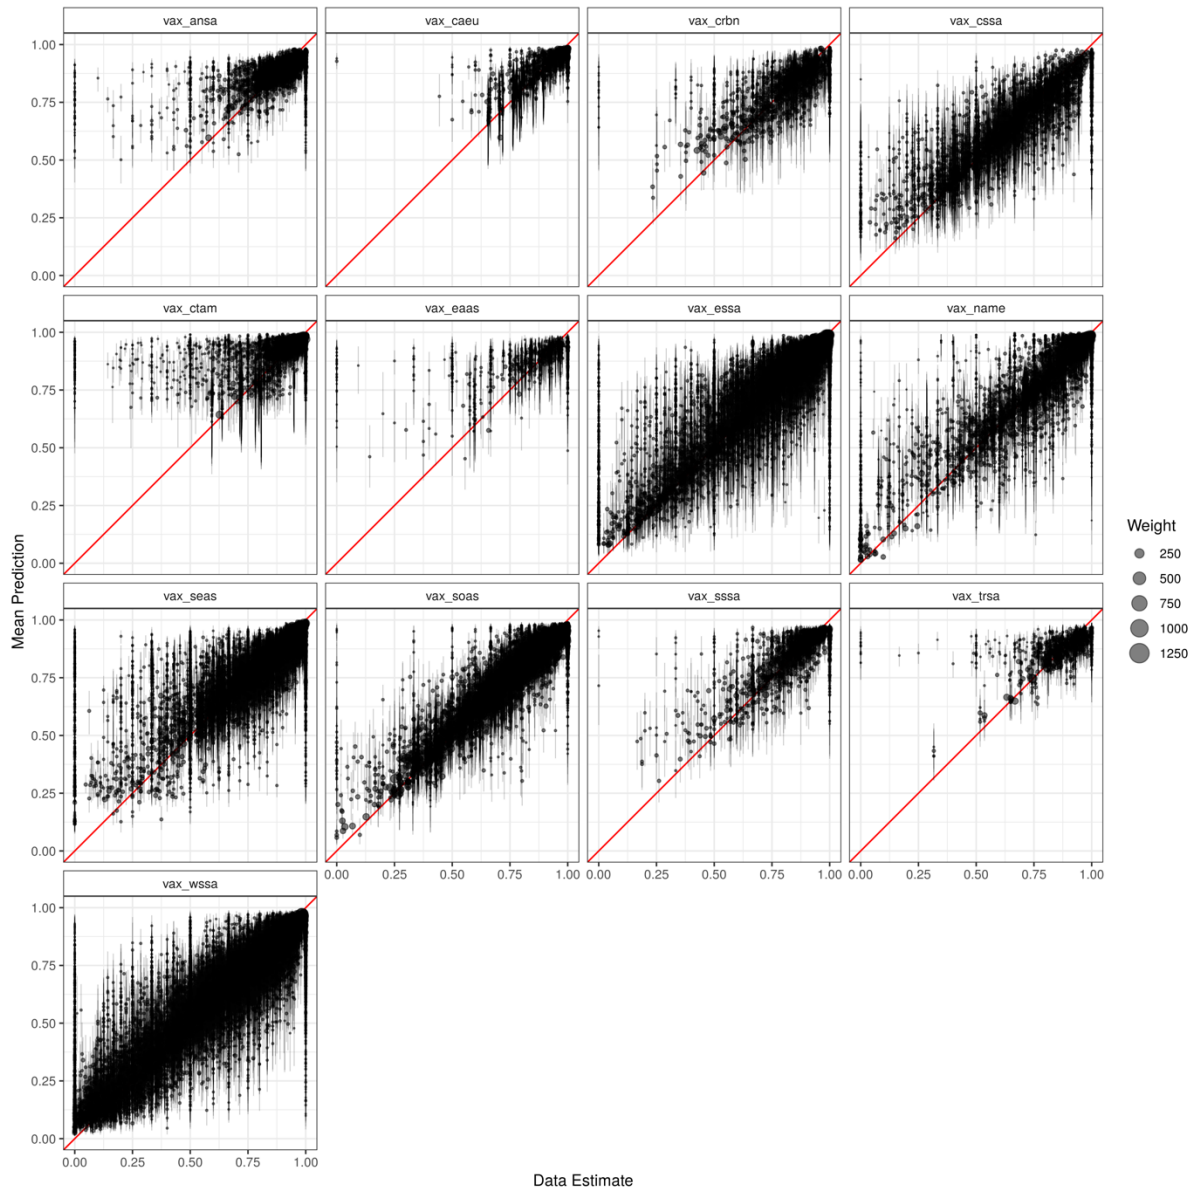 vax_ansa vax_caeu vax_crbn vax_cssa
1.00
0.75
0.50
0.25
0.00
vax_ctam vax_eaas vax_essa vax_name
1.00
0.75
0.50
0.25
0.00
vax_seas vax_soas vax_sssa vax_trsa
1.00
0.75
0.50
0.25
0.00
0.00 0.25 0.50 0.75 1.00 0.00 0.25 0.50 0.75 1.00 0.00 0.25 0.50 0.75 1.00
vax_wssa
1.00
0.75
0.50
0.25
0.00
0.00 0.25 0.50 0.75 1.00
Data Estimate
Mean Prediction
Weight
250
500
750
1000
1250